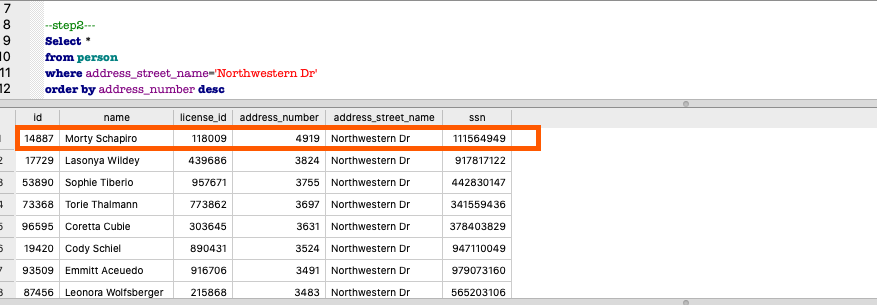 7
8 --step2---
9 Select *
10 from person
11 where address_street_name='Northwestern Dr'
12 order by address_number desc
id name license_id address_number address_street_name ssn
1 14887 Morty Schapiro 118009 4919 Northwestern Dr 111564949
2 17729 Lasonya Wildey 439686 3824 Northwestern Dr 917817122
3 53890 Sophie Tiberio 957671 3755 Northwestern Dr 442830147
4 73368 Torie Thalmann 773862 3697 Northwestern Dr 341559436
5 96595 Coretta Cubie 303645 3631 Northwestern Dr 378403829
6 19420 Cody Schiel 890431 3524 Northwestern Dr 947110049
7 93509 Emmitt Aceuedo 916706 3491 Northwestern Dr 979073160
8 87456 Leonora Wolfsberger 215868 3483 Northwestern Dr 565203106